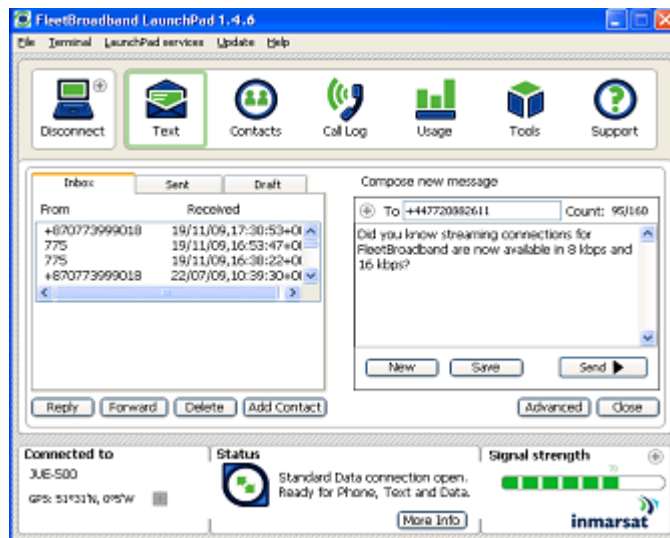 FleetBroadband LaunchPad 1.4.6
File Terminal LaunchPad services Update Help
Disconnect Text Contacts Call Log Usage Tools Support
Inbox Sent Draft
From Received
+870773999018 19/11/09,17:30:53+0(
775 19/11/09,16:53:47+0(
775 19/11/09,16:38:22+0(
+870773999018 22/07/09,10:39:30+0(
Reply Forward Delete Add Contact
Compose new message
To +447720882611 Count: 95/160
Did you know streaming connections for
FleetBroadband are now available in 8 kbps and
16 kbps?
New Save Send
Advanced Close
Connected to
JUE-500
GPS: 51°31'N, 0°5'W
Status
Standard Data connection open.
Ready for Phone, Text and Data.
More Info
Signal strength
70
inmarsat